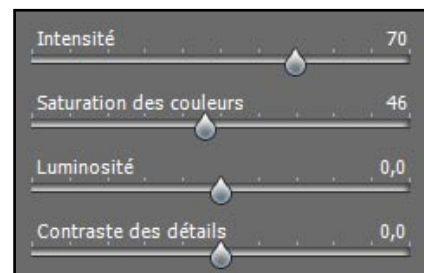 Intensité 70
Saturation des couleurs 46
Luminosité 0,0
Contraste des détails 0,0